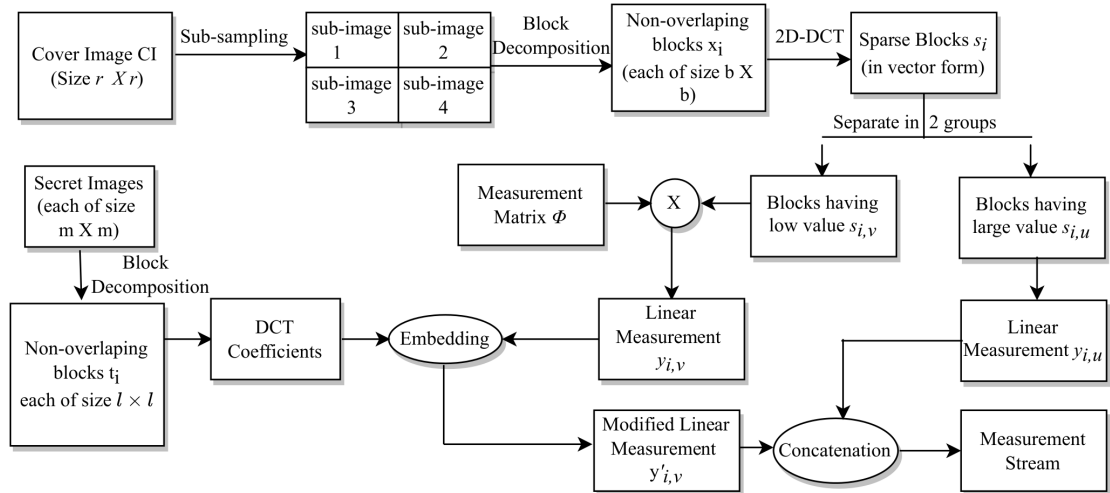 Cover Image CI
(Size r X r)
Sub-sampling
sub-image
1
sub-image
2
sub-image
3
sub-image
4
Block
Decomposition
Non-overlaping
blocks xi
(each of size b X
b)
2D-DCT
Sparse Blocks si
(in vector form)
Separate in 2 groups
Secret Images
(each of size
m X m)
Measurement
Matrix Φ
X
Blocks having
low value si,v
Blocks having
large value si,u
Block
Decomposition
Non-overlaping
blocks ti
each of size l × l
DCT
Coefficients
Embedding
Linear
Measurement
yi,v
Linear
Measurement yi,u
Modified Linear
Measurement
y'i,v
Concatenation
Measurement
Stream